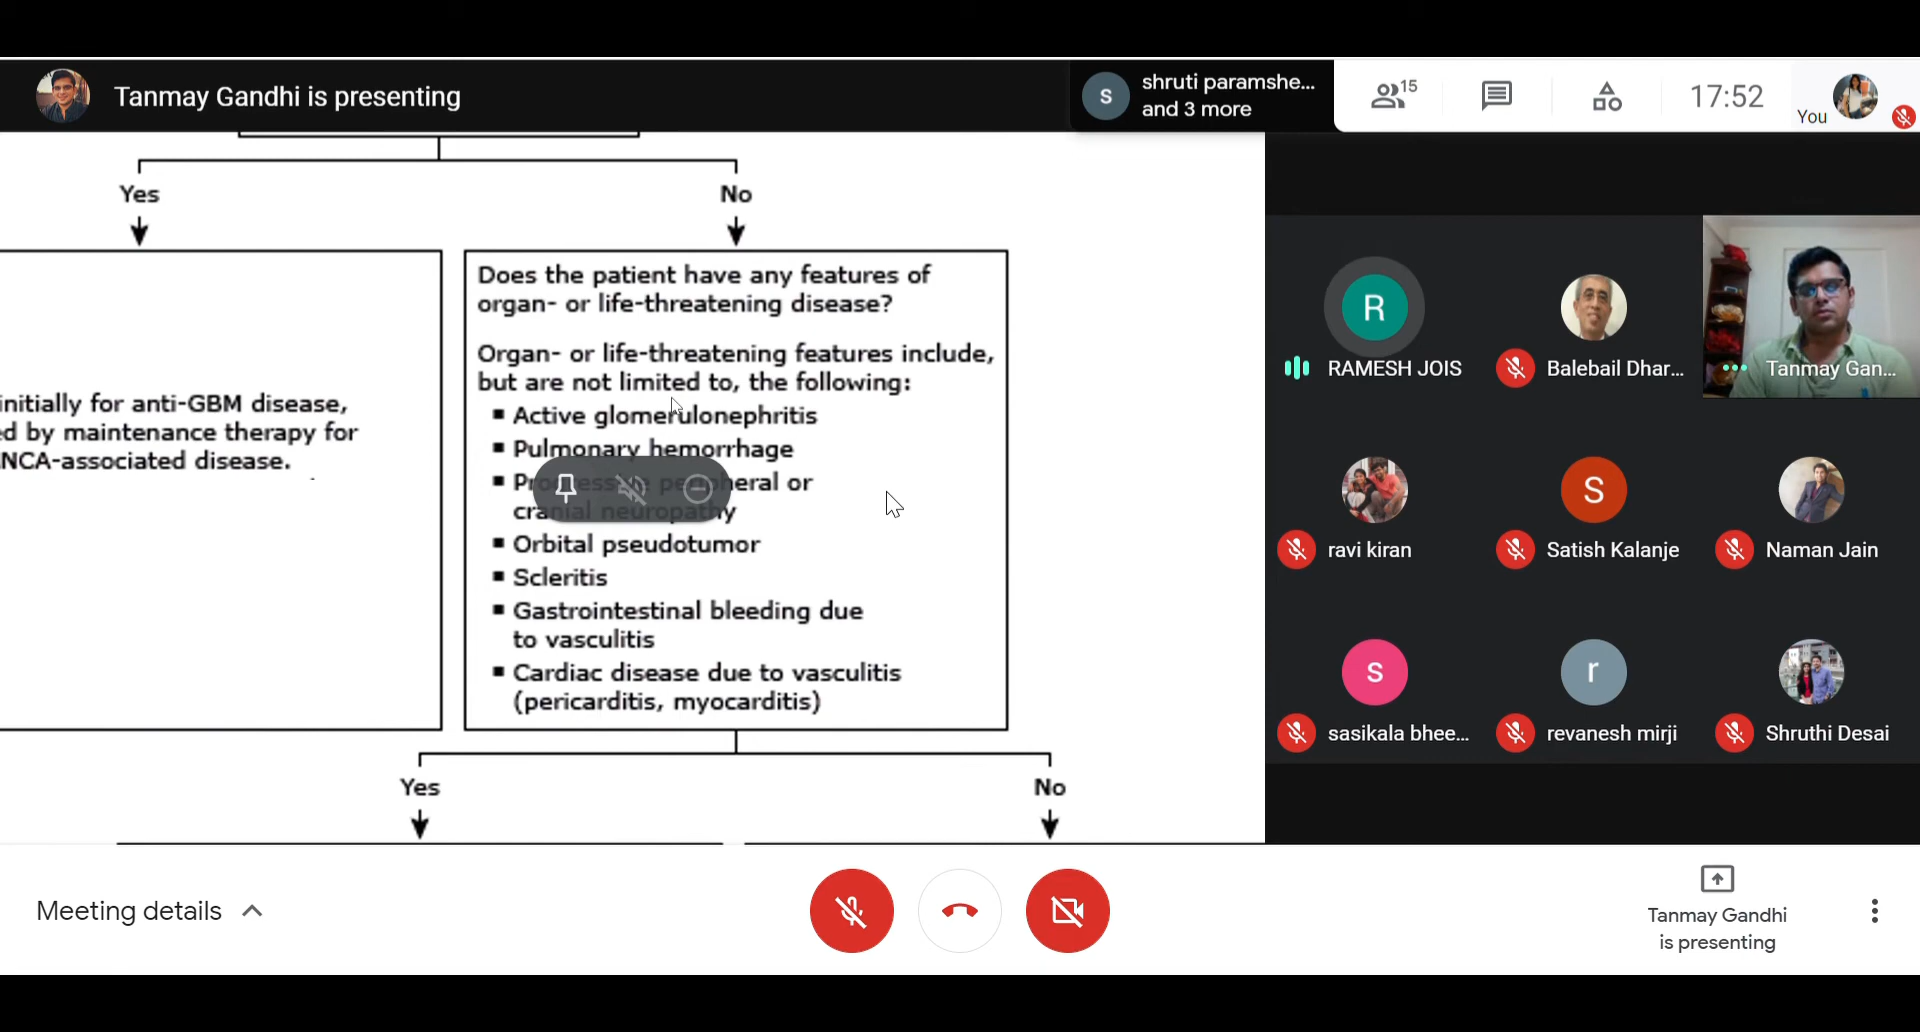 Tanmay Gandhi is presenting
S
shruti paramshe...
and 3 more
15
17:52
You
Yes
No
initially for anti-GBM disease,
ed by maintenance therapy for
NCA-associated disease.
Does the patient have any features of
organ- or life-threatening disease?
Organ- or life-threatening features include,
but are not limited to, the following:
▪ Active glomerulonephritis
▪ Pulmonary hemorrhage
▪ Progressive peripheral or
cranial neuropathy
▪ Orbital pseudotumor
▪ Scleritis
▪ Gastrointestinal bleeding due
to vasculitis
▪ Cardiac disease due to vasculitis
(pericarditis, myocarditis)
Yes
No
R
RAMESH JOIS
Balebail Dhar...
Tanmay Gan...
ravi kiran
S
Satish Kalanje
Naman Jain
s
sasikala bhee...
r
revanesh mirji
Shruthi Desai
Meeting details
Tanmay Gandhi
is presenting